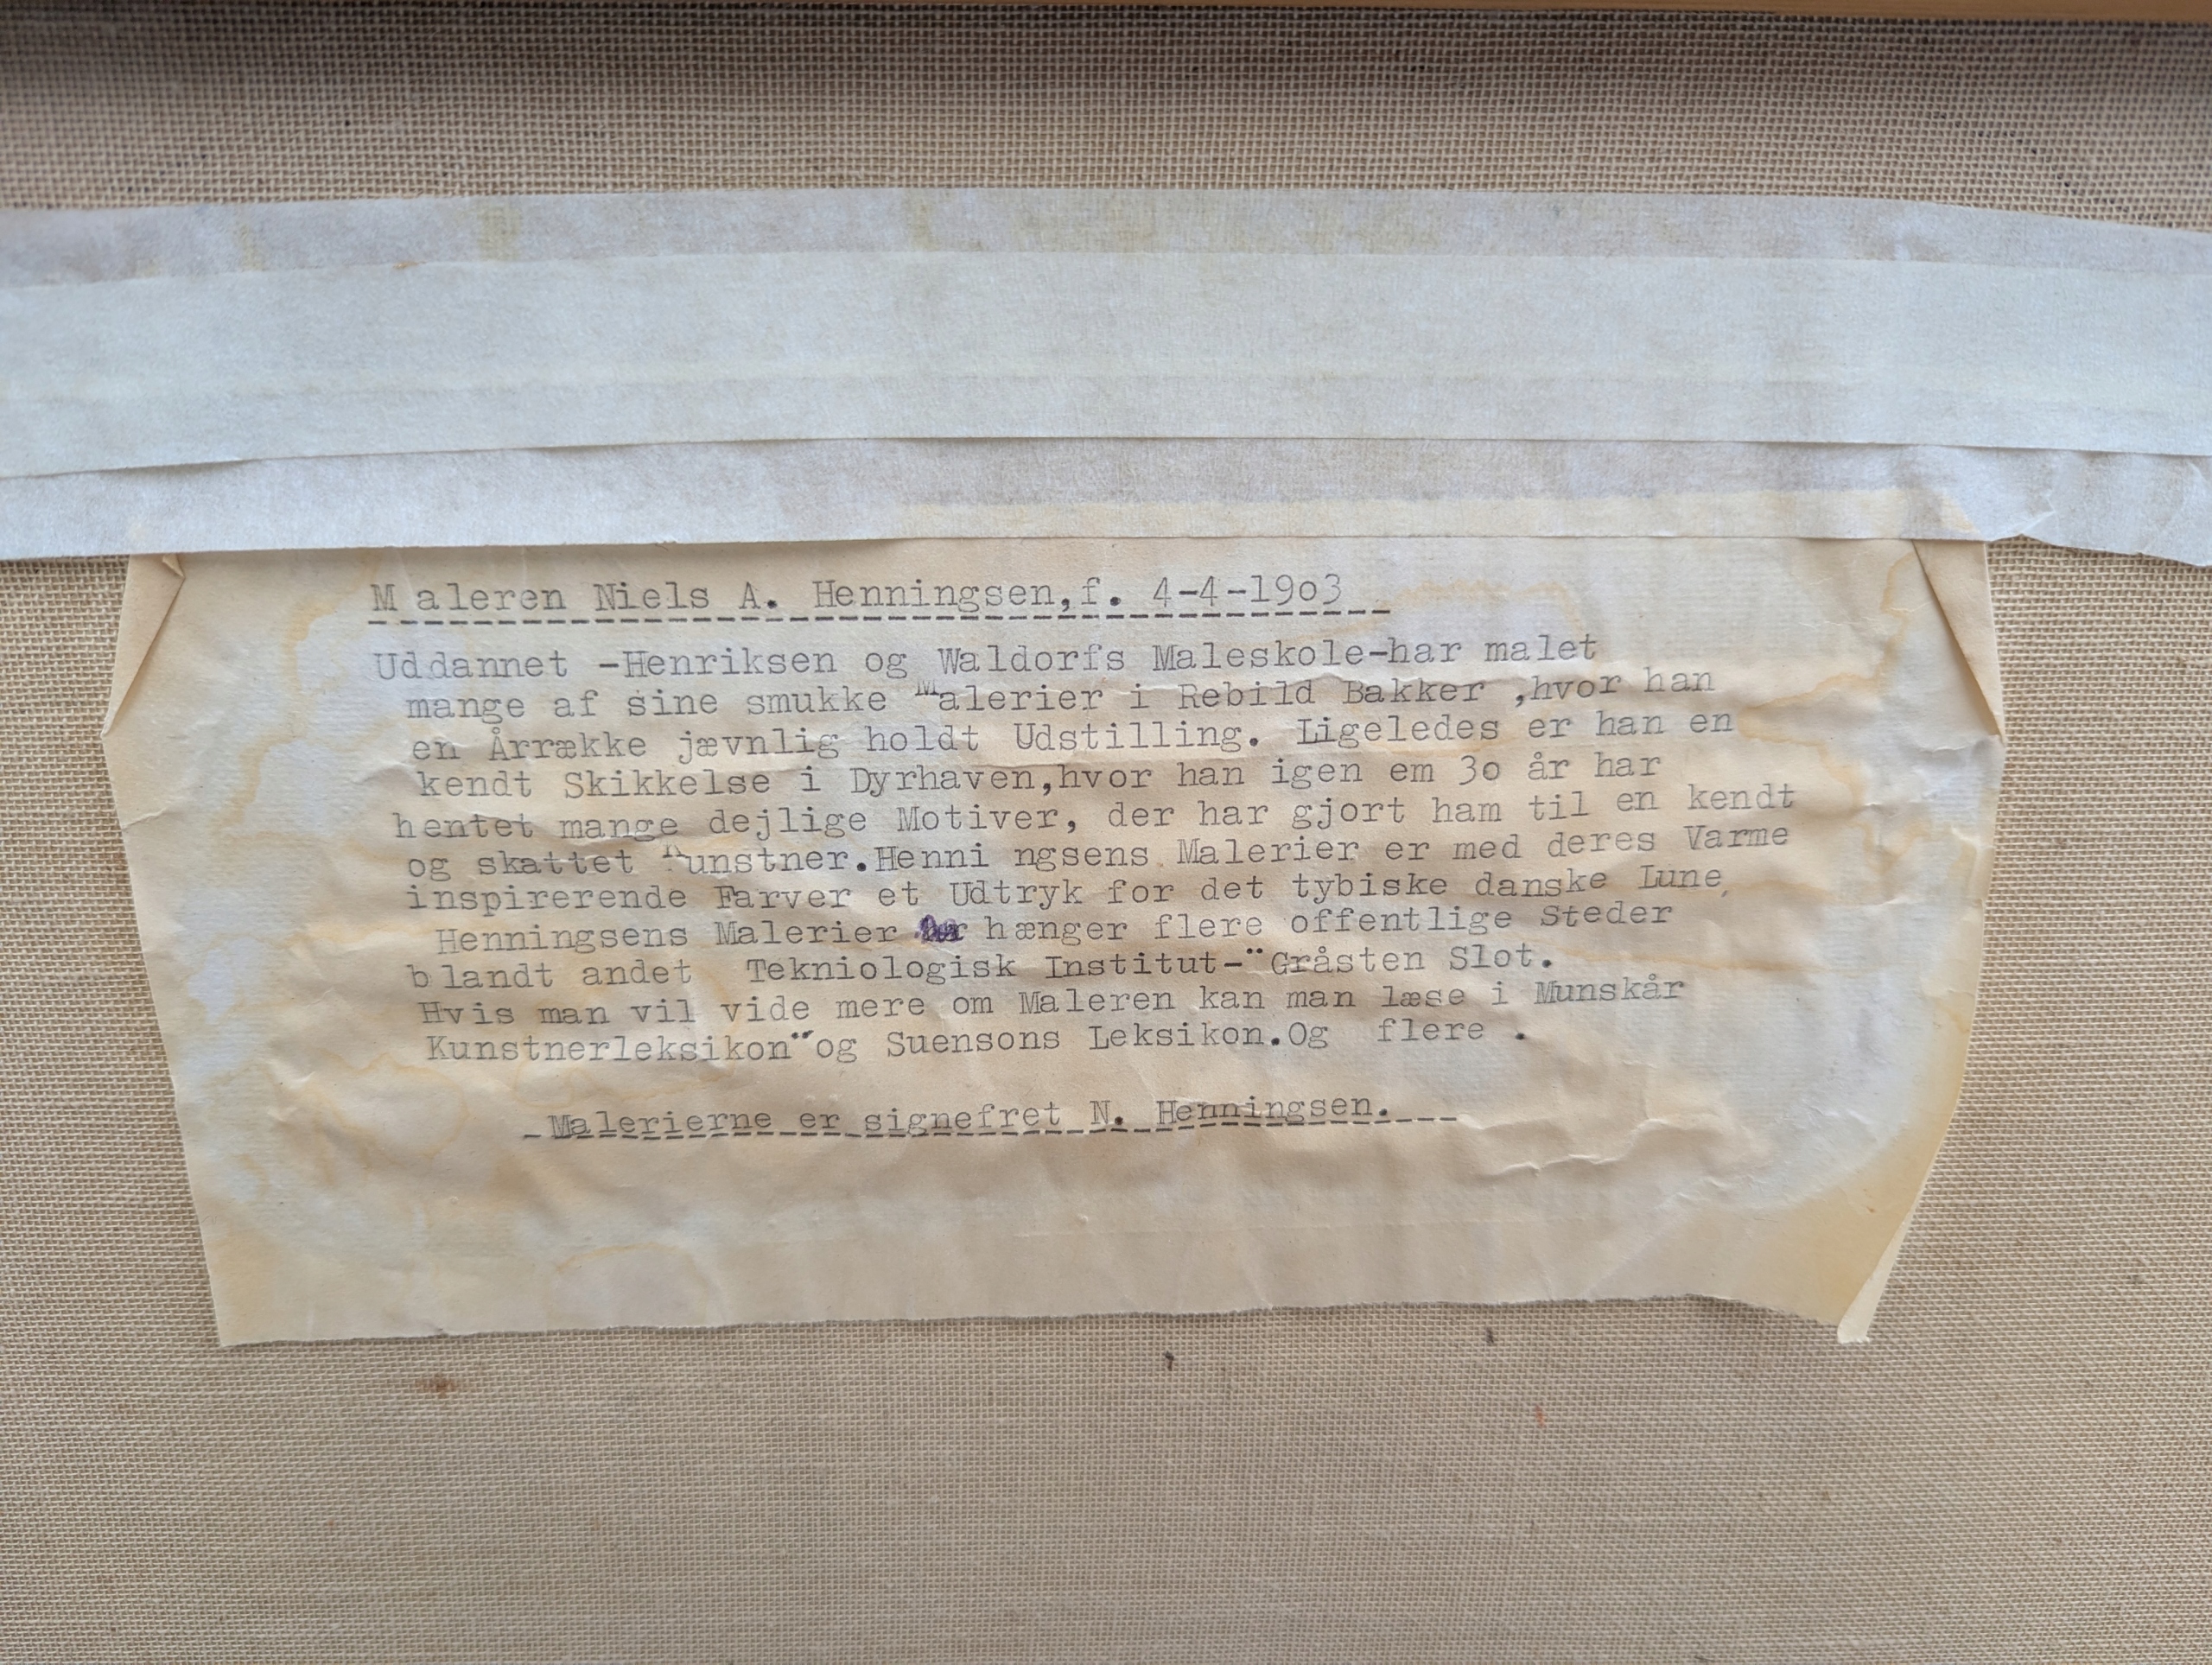 Maleren Niels A. Henningsen,f. 4-4-19o3
Uddannet -Henriksen og Waldorfs Maleskole-har malet
mange af sine smukke Malerier i Rebild Bakker ,hvor han
en Årrække jævnlig holdt Udstilling. Ligeledes er han en
kendt Skikkelse i Dyrhaven,hvor han igen em 3o år har
hentet mange dejlige Motiver, der har gjort ham til en kendt
og skattet Kunstner.Henni ngsens Malerier er med deres Varme
inspirerende Farver et Udtryk for det tybiske danske Lune,
Henningsens Malerier hænger flere offentlige Steder
blandt andet Tekniologisk Institut-¨Gråsten Slot.
Hvis man vil vide mere om Maleren kan man læse i Munskår
Kunstnerleksikon¨og Suensons Leksikon.Og flere .
Malerierne er signefret N. Henningsen.